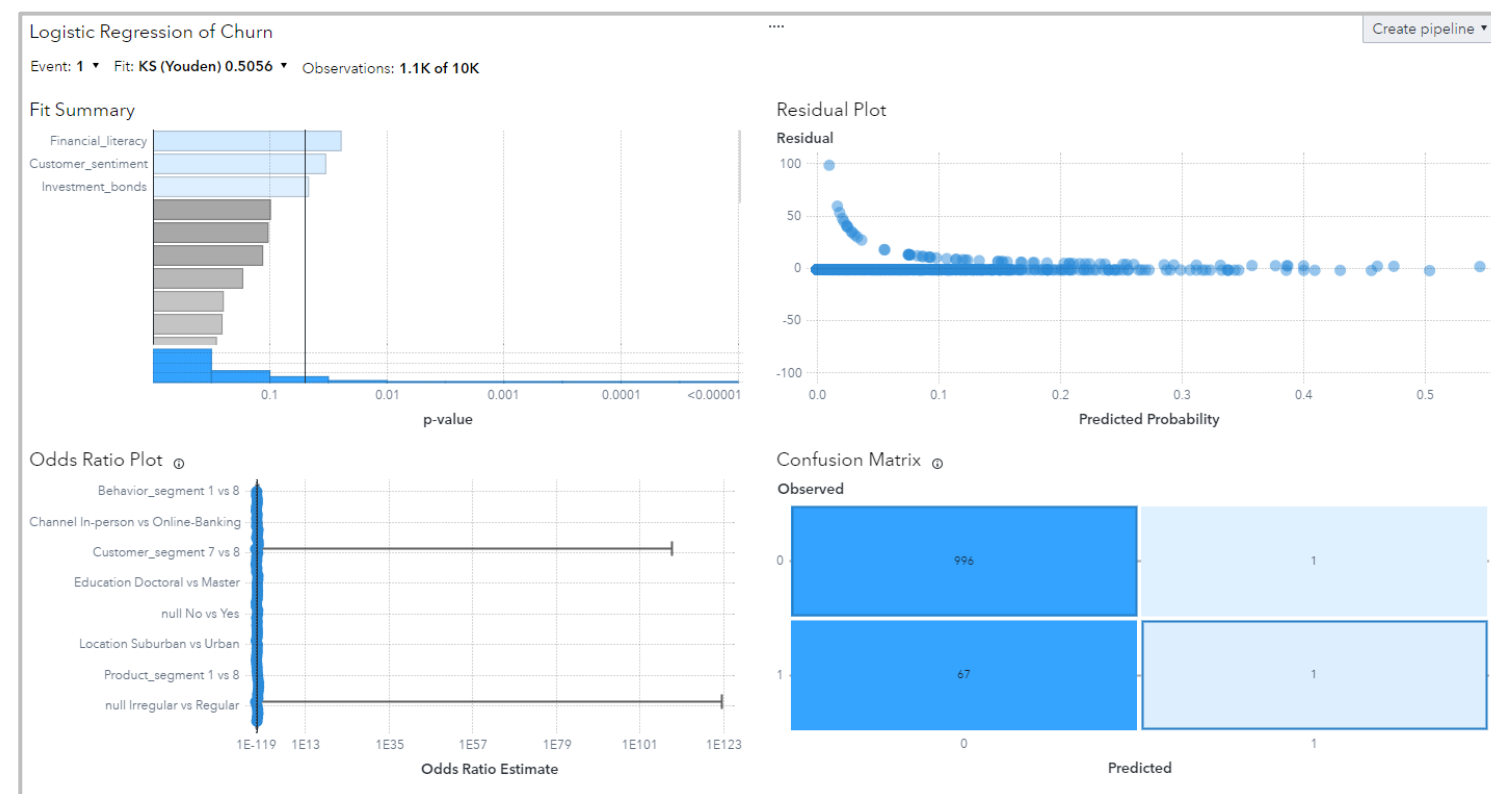 Logistic Regression of Churn
....
Create pipeline ▼
Event: 1 ▼ Fit: KS (Youden) 0.5056 ▼ Observations: 1.1K of 10K
Fit Summary
Financial_literacy
Customer_sentiment
Investment_bonds
0.1 0.01 0.001 0.0001 <0.00001
p-value
Residual Plot
Residual
100
50
0
-50
-100
0.0 0.1 0.2 0.3 0.4 0.5
Predicted Probability
Odds Ratio Plot
Behavior_segment 1 vs 8
Channel In-person vs Online-Banking
Customer_segment 7 vs 8
Education Doctoral vs Master
null No vs Yes
Location Suburban vs Urban
Product_segment 1 vs 8
null Irregular vs Regular
1E-119 1E13 1E35 1E57 1E79 1E101 1E123
Odds Ratio Estimate
Confusion Matrix
Observed
0 996 1
1 67 1
0 1
Predicted